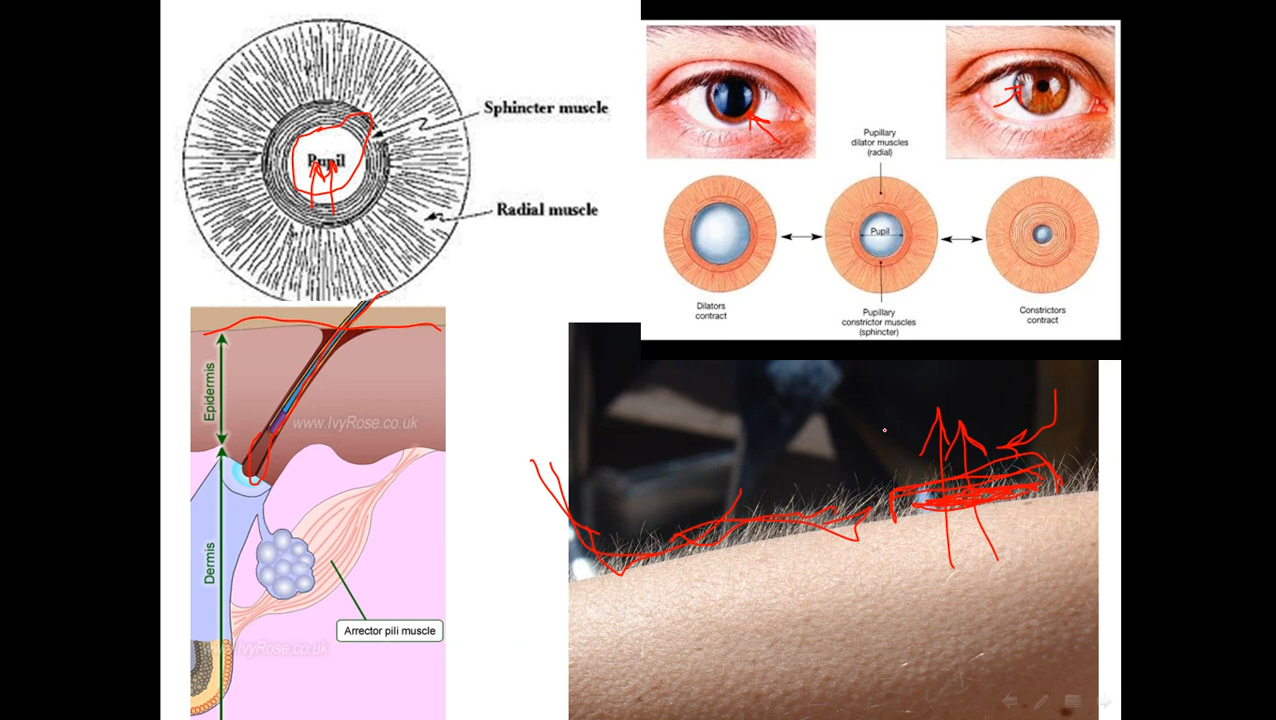 Sphincter muscle
Pupil
Radial muscle
Pupillary
dilator muscles
(radial)
Pupil
Dilators
contract
Pupillary
constrictor muscles
(sphincter)
Constrictors
contract
Epidermis
www.IvyRose.co.uk
Dermis
Arrector pili muscle
www.IvyRose.co.uk